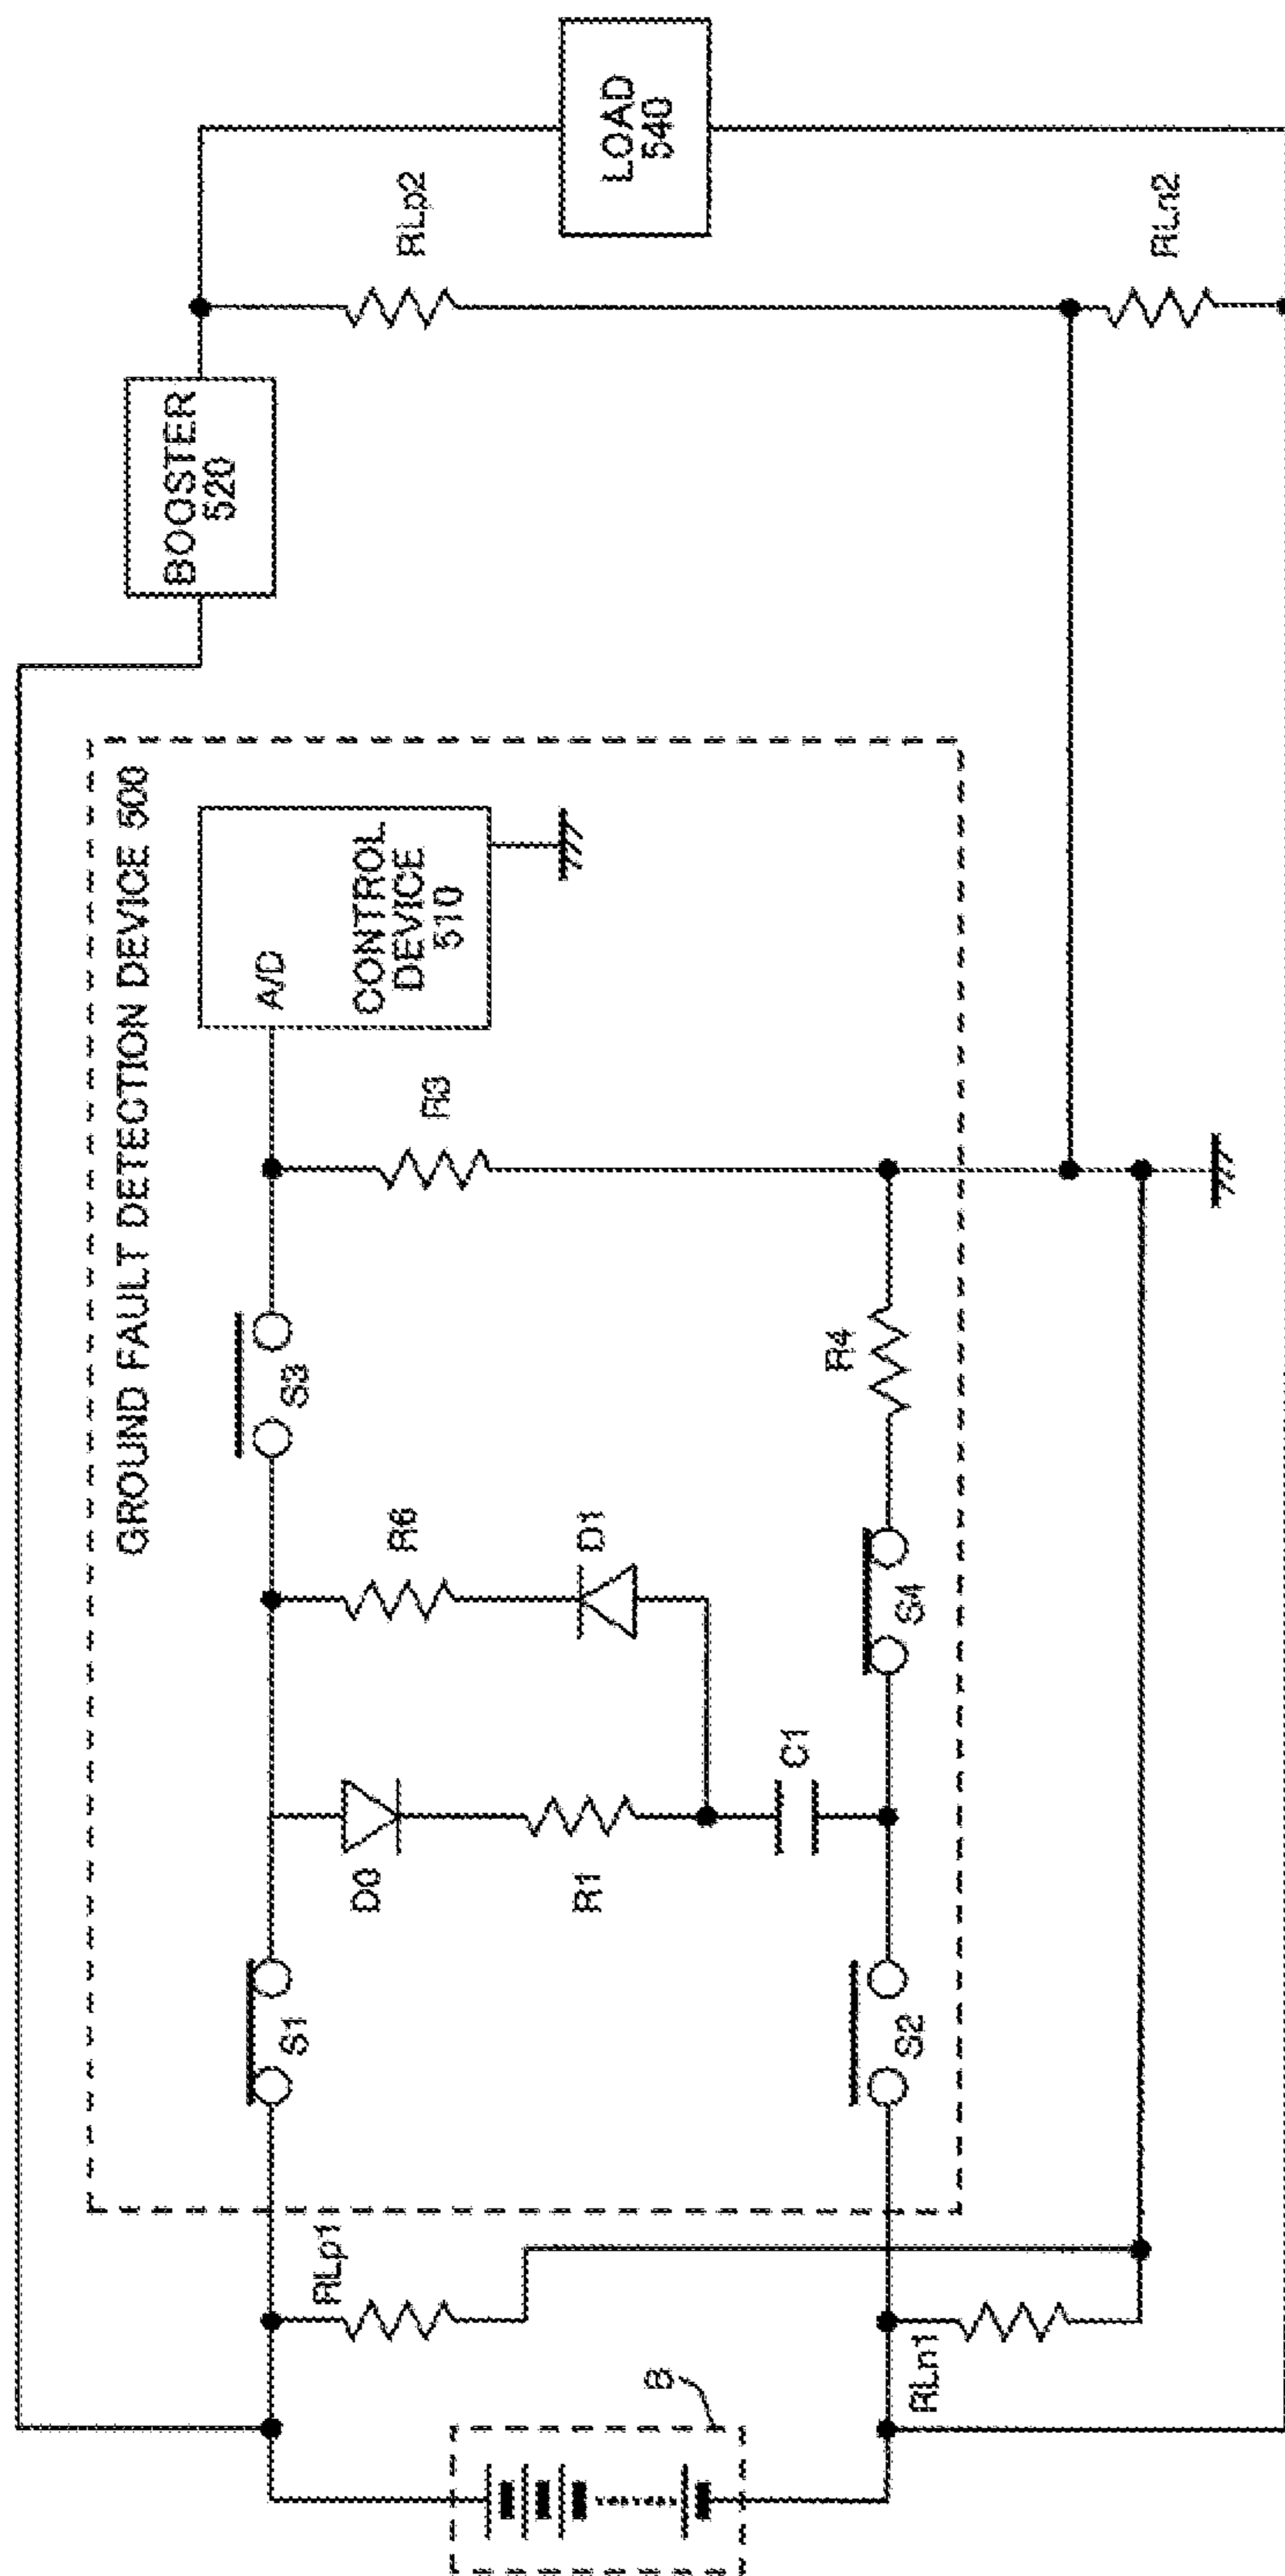 GROUND FAULT DETECTION DEVICE 500
BOOSTER
520
LOAD
540
RLp2
RLn2
A/D
CONTROL
DEVICE
510
R3
S3
R4
R6
D1
S4
D0
R1
C1
S1
S2
RLp1
RLn1
B